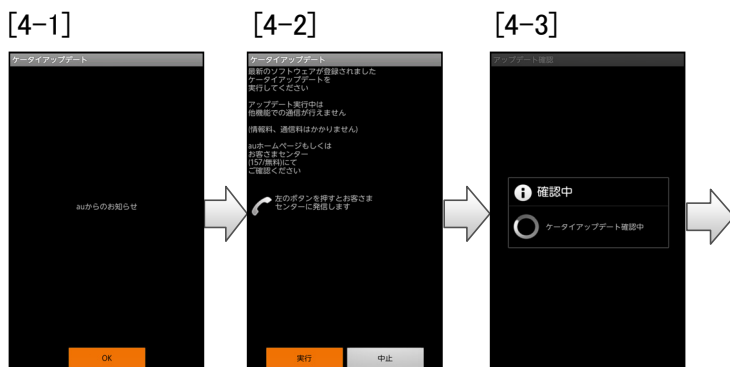 [4-1]
ケータイアップデート
auからのお知らせ
OK
[4-2]
ケータイアップデート
最新のソフトウェアが登録されました
ケータイアップデートを
実行してください
アップデート実行中は
他機能での通信が行えません
(情報料、通信料はかかりません)
auホームページもしくは
お客さまセンター
(157/無料)にて
ご確認ください
左のボタンを押すとお客さま
センターに発信します
実行
中止
[4-3]
アップデート確認
確認中
ケータイアップデート確認中